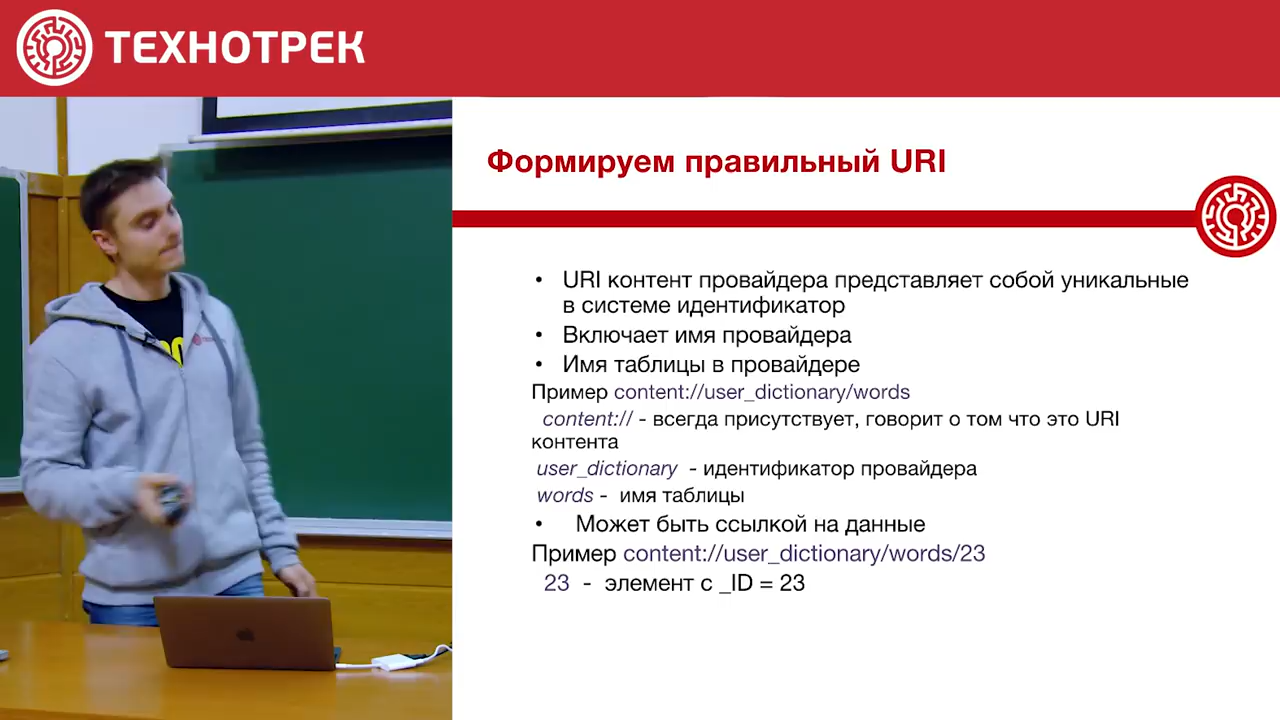 ТЕХНОТРЕК
Формируем правильный URI
• URI контент провайдера представляет собой уникальные
в системе идентификатор
• Включает имя провайдера
• Имя таблицы в провайдере
Пример content://user_dictionary/words
content:// - всегда присутствует, говорит о том что это URI
контента
user_dictionary - идентификатор провайдера
words - имя таблицы
• Может быть ссылкой на данные
Пример content://user_dictionary/words/23
23 - элемент с _ID = 23